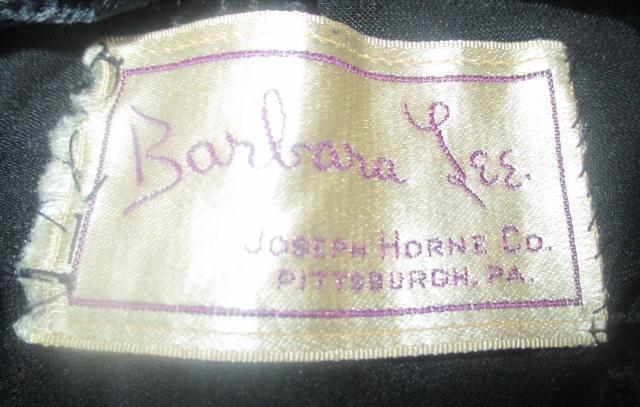 Barbara Lee.
JOSEPH HORNE CO.
PITTSBURGH, PA.